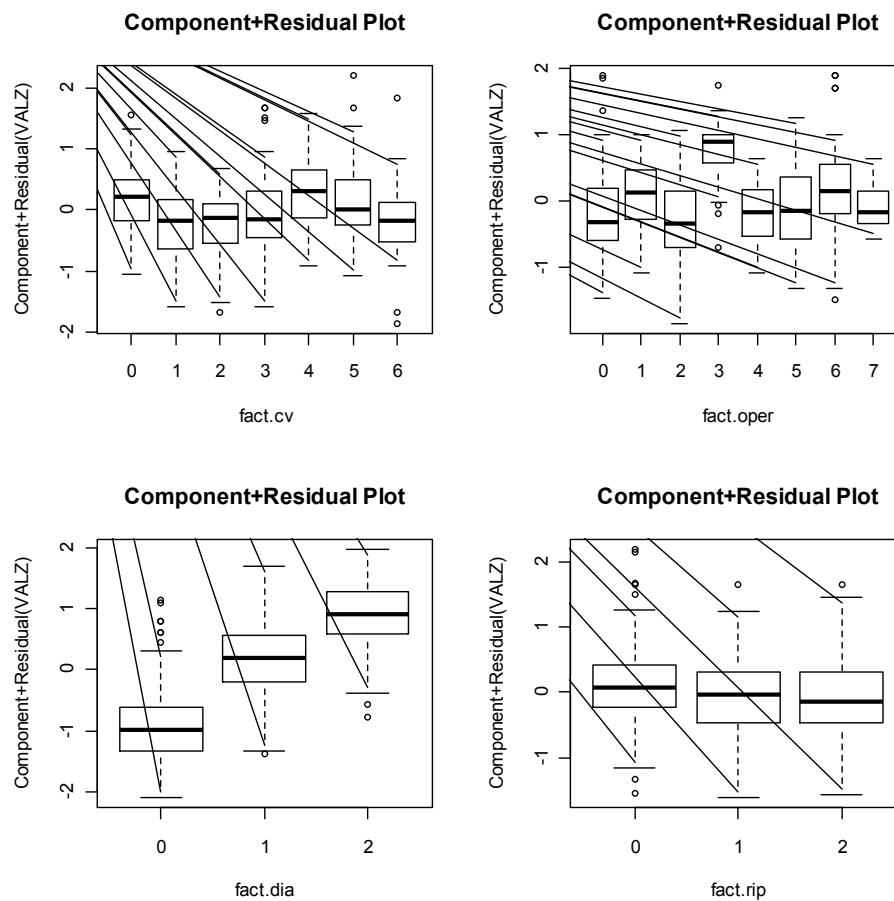 Component+Residual Plot
Component+Residual(VALZ)
2
1
0
-1
-2
0 1 2 3 4 5 6
fact.cv
Component+Residual Plot
Component+Residual(VALZ)
2
1
0
-1
0 1 2 3 4 5 6 7
fact.oper
Component+Residual Plot
Component+Residual(VALZ)
2
1
0
-1
-2
0 1 2
fact.dia
Component+Residual Plot
Component+Residual(VALZ)
2
1
0
-1
0 1 2
fact.rip